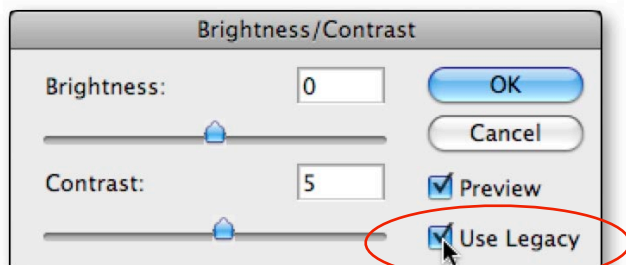 Brightness/Contrast
Brightness: 0 OK
Cancel
Contrast: 5 Preview
Use Legacy